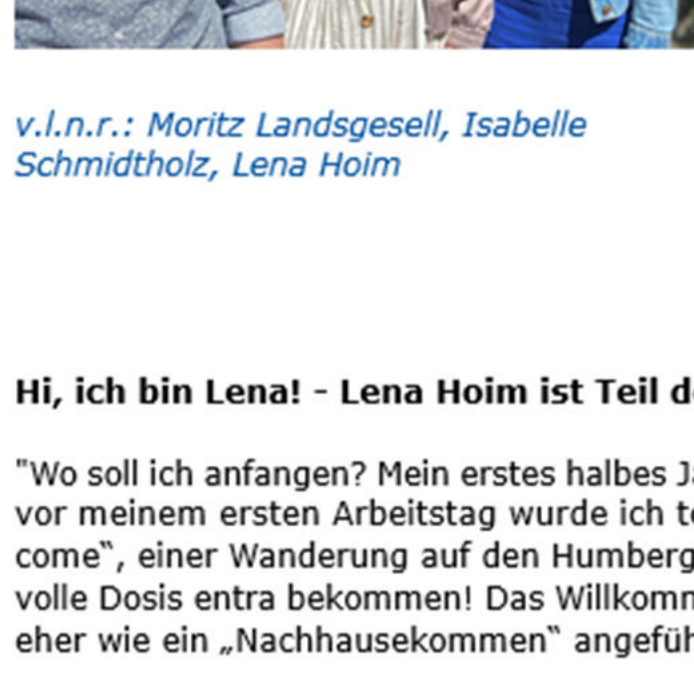 v.l.n.r.: Moritz Landsgesell, Isabelle
Schmidtholz, Lena Hoim
Hi, ich bin Lena! - Lena Hoim ist Teil
"Wo soll ich anfangen? Mein erstes halbes
vor meinem ersten Arbeitstag wurde ich
come‟, einer Wanderung auf den Humberg
volle Dosis entra bekommen! Das
eher wie ein „Nachhausekommen‟